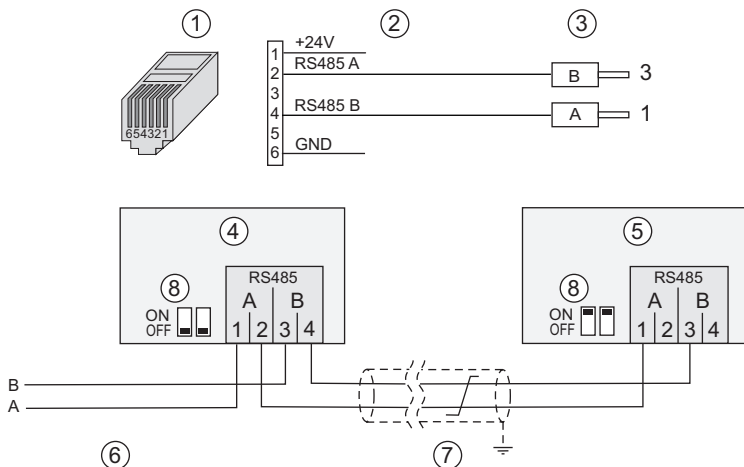 1 2 3
654321
1 +24V
2 RS485 A B 3
3
4 RS485 B A 1
5
6 GND
4 5
8 RS485 8 RS485
A B A B
ON ON
OFF OFF
1 2 3 4 1 2 3 4
B
A
6 7